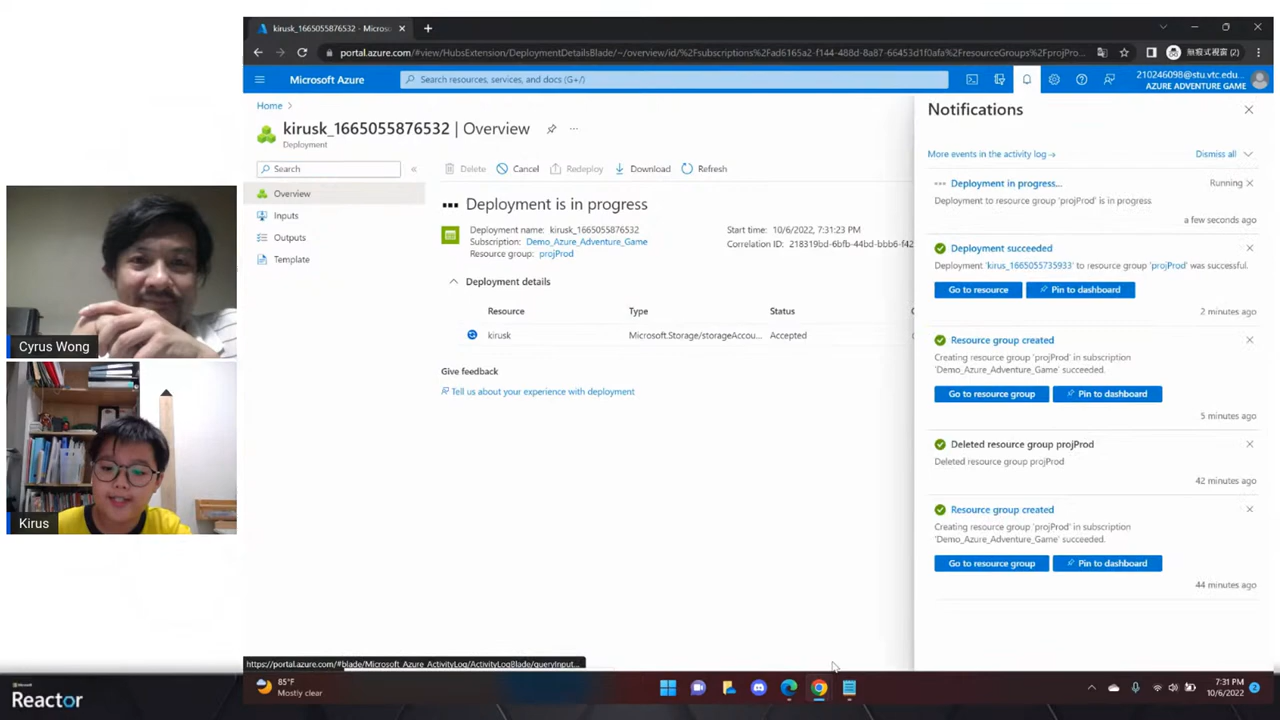 kirusk_1665055876532 - Microso
portal.azure.com/#view/HubsExtension/DeploymentDetailsBlade/~/overview/id/%2Fsubscriptions%2Fad6165a2-f144-488d-8a87-66453d1f0afa%2FresourceGroups%2FprojPro...
無痕式視窗 (2)
Microsoft Azure
Search resources, services, and docs (G+/)
210246098@stu.vtc.edu...
AZURE ADVENTURE GAME
Home
kirusk_1665055876532 | Overview
Deployment
Search
Delete
Cancel
Redeploy
Download
Refresh
Overview
Inputs
Outputs
Template
Deployment is in progress
Deployment name: kirusk_1665055876532
Subscription: Demo_Azure_Adventure_Game
Resource group: projProd
Start time: 10/6/2022, 7:31:23 PM
Correlation ID: 218319bd-6bfb-44bd-bbb6-f42
Deployment details
Resource
Type
Status
kirusk
Microsoft.Storage/storageAccou...
Accepted
Give feedback
Tell us about your experience with deployment
Notifications
More events in the activity log →
Dismiss all
Deployment in progress...
Running
Deployment to resource group 'projProd' is in progress
a few seconds ago
Deployment succeeded
Deployment 'kirus_1665055735933' to resource group 'projProd' was successful.
Go to resource
Pin to dashboard
2 minutes ago
Resource group created
Creating resource group 'projProd' in subscription
'Demo_Azure_Adventure_Game' succeeded.
Go to resource group
Pin to dashboard
5 minutes ago
Deleted resource group projProd
Deleted resource group projProd
42 minutes ago
Resource group created
Creating resource group 'projProd' in subscription
'Demo_Azure_Adventure_Game' succeeded.
Go to resource group
Pin to dashboard
44 minutes ago
Cyrus Wong
Kirus
https://portal.azure.com/#blade/Microsoft_Azure_ActivityLog/ActivityLogBlade/queryInput...
85°F
Mostly clear
7:31 PM
10/6/2022
2
Microsoft
Reactor